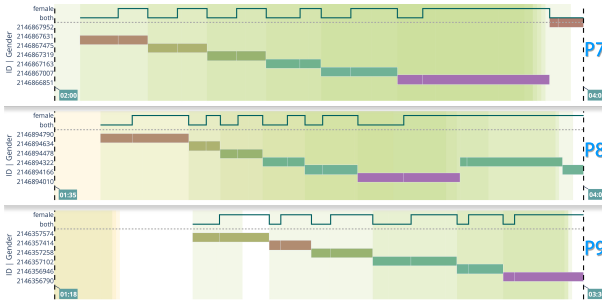 female
both
2146867952
2146867631
2146867475
2146867319
2146867163
2146867007
2146866851
ID | Gender
P7
02:00
04:0
female
both
2146894790
2146894634
2146894478
2146894322
2146894166
2146894010
ID | Gender
P8
01:35
04:0
female
both
2146357574
2146357414
2146357258
2146357102
2146356946
2146356790
ID | Gender
P9
01:18
03:3